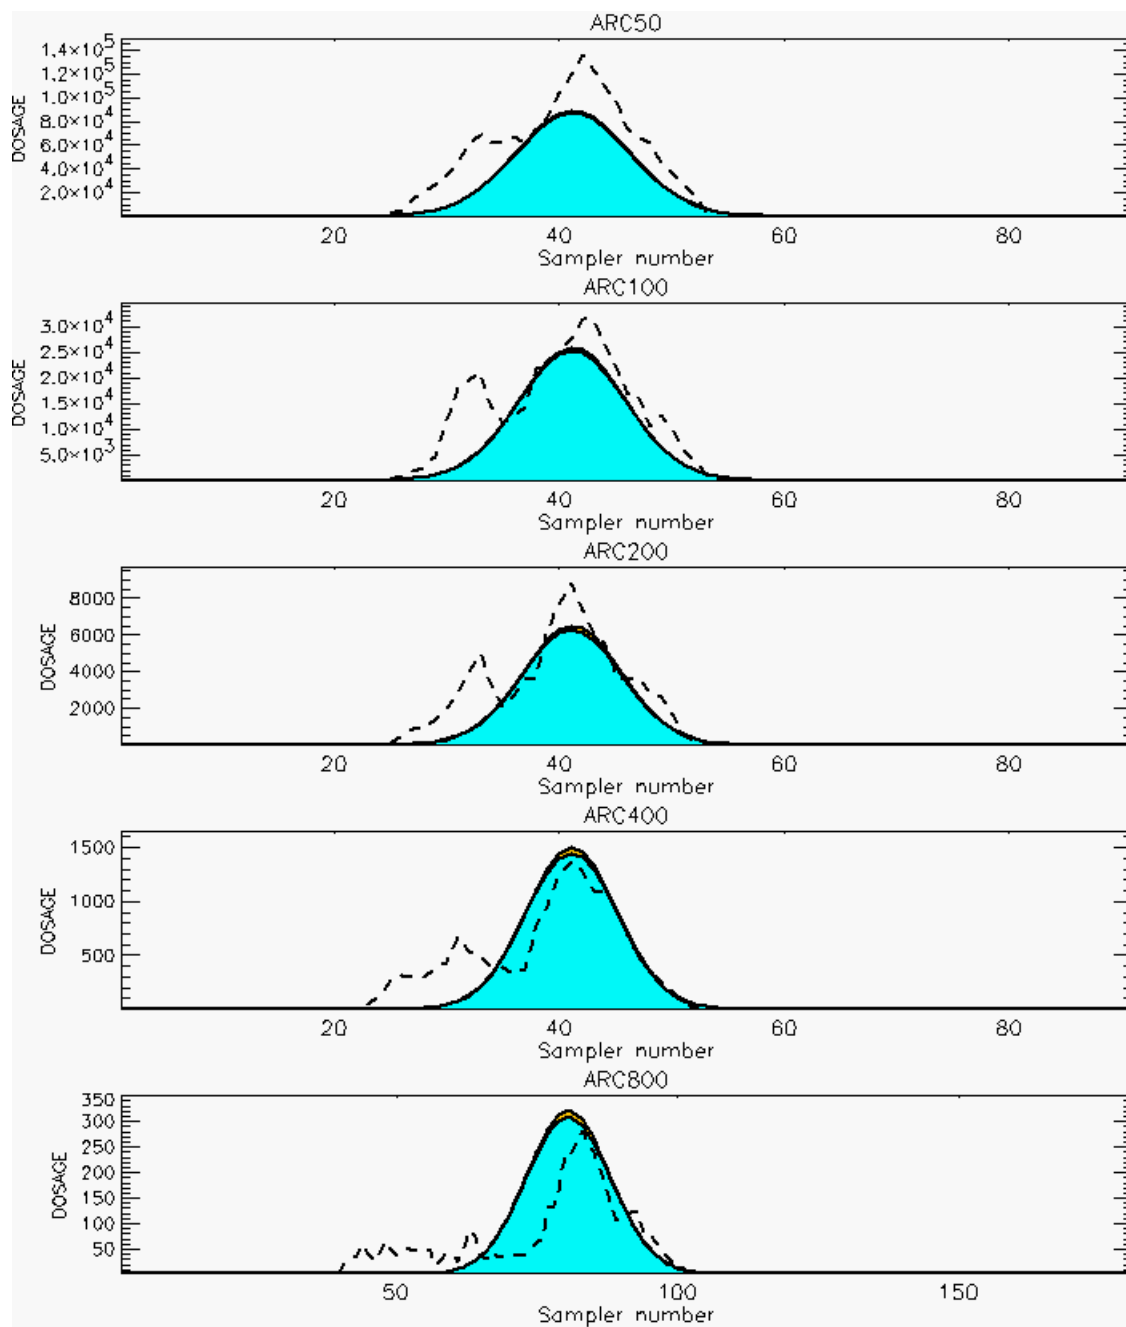 ARC50
1.4×10^5
1.2×10^5
1.0×10^5
8.0×10^4
6.0×10^4
4.0×10^4
2.0×10^4
DOSAGE
20 40 60 80
Sampler number
ARC100
3.0×10^4
2.5×10^4
2.0×10^4
1.5×10^4
1.0×10^4
5.0×10^3
DOSAGE
20 40 60 80
Sampler number
ARC200
8000
6000
4000
2000
DOSAGE
20 40 60 80
Sampler number
ARC400
1500
1000
500
DOSAGE
20 40 60 80
Sampler number
ARC800
350
300
250
200
150
100
50
DOSAGE
50 100 150
Sampler number